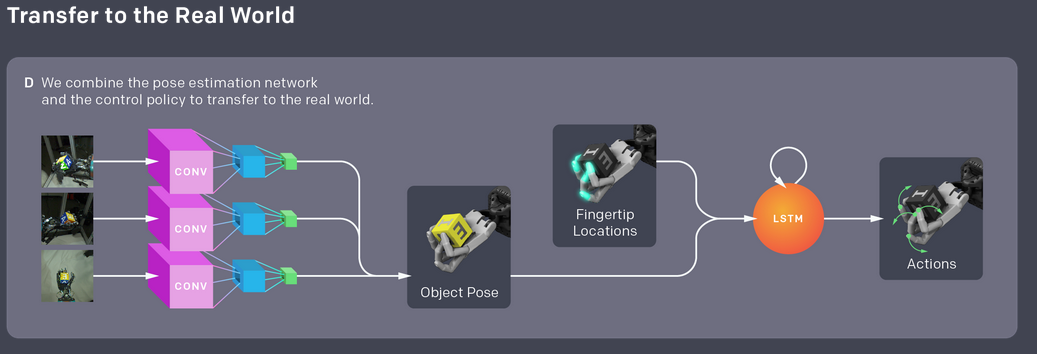 Transfer to the Real World
D We combine the pose estimation network
and the control policy to transfer to the real world.
CONV
CONV
CONV
Object Pose
Fingertip
Locations
LSTM
Actions